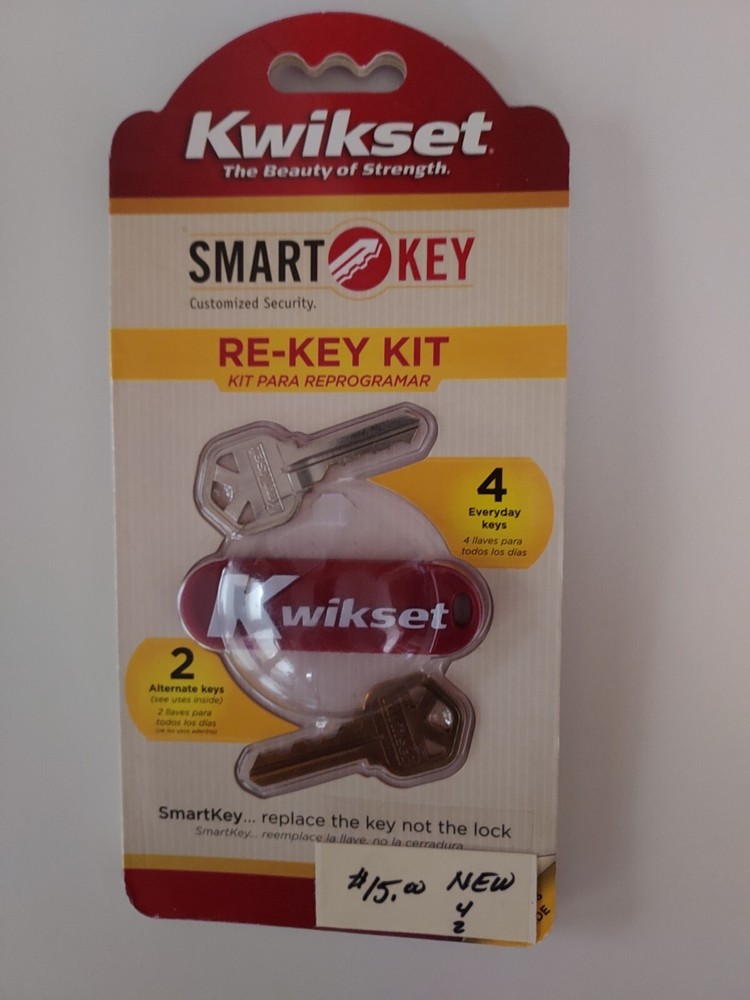 Kwikset
The Beauty of Strength.
SMART KEY
Customized Security.
RE-KEY KIT
KIT PARA REPROGRAMAR
4
Everyday
keys
4 llaves para
todos los días
Kwikset
2
Alternate keys
(see uses inside)
2 llaves para
todos los días
SmartKey... replace the key not the lock
SmartKey... reemplace la llave, no la cerradura
$15.00 NEW
4
2